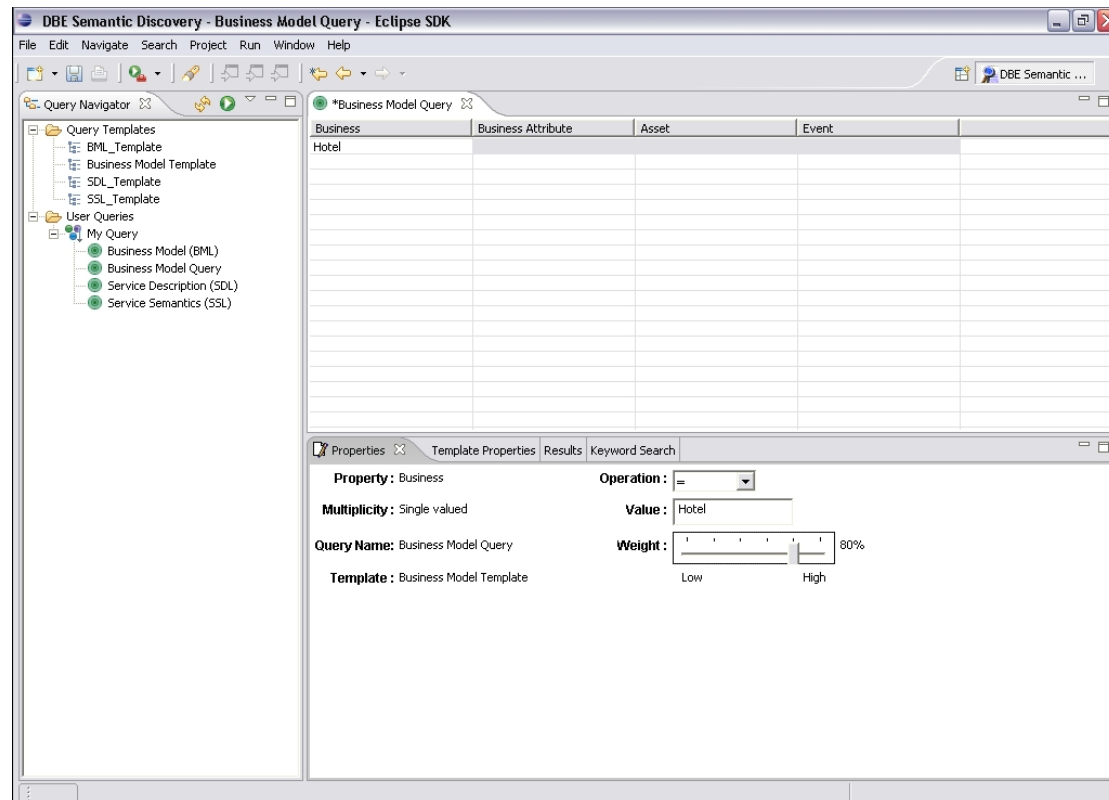 DBE Semantic Discovery - Business Model Query - Eclipse SDK
File Edit Navigate Search Project Run Window Help
DBE Semantic ...
Query Navigator
Query Templates
BML_Template
Business Model Template
SDL_Template
SSL_Template
User Queries
My Query
Business Model (BML)
Business Model Query
Service Description (SDL)
Service Semantics (SSL)
*Business Model Query
Business Business Attribute Asset Event
Hotel
Properties Template Properties Results Keyword Search
Property : Business Operation : =
Multiplicity : Single valued Value : Hotel
Query Name: Business Model Query Weight : 80%
Template : Business Model Template Low High